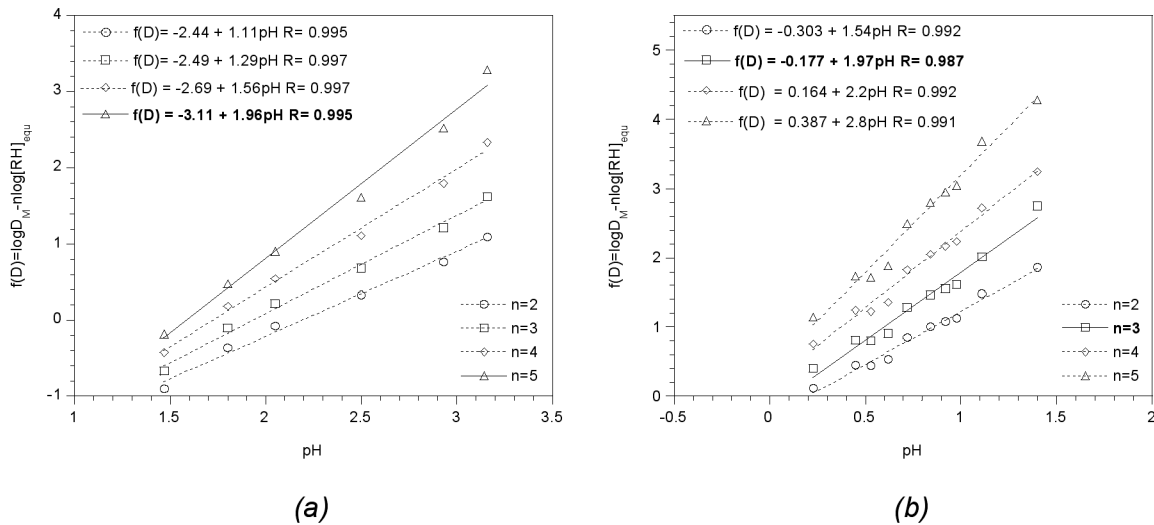 f(D)= -2.44 + 1.11pH R= 0.995
f(D)= -2.49 + 1.29pH R= 0.997
f(D)= -2.69 + 1.56pH R= 0.997
f(D) = -3.11 + 1.96pH R= 0.995
f(D)=logD_M-nlog[RH]_equ
4
3
2
1
0
-1
n=2
n=3
n=4
n=5
1
1.5
2
2.5
3
3.5
pH
(a)
f(D) = -0.303 + 1.54pH R= 0.992
f(D) = -0.177 + 1.97pH R= 0.987
f(D) = 0.164 + 2.2pH R= 0.992
f(D) = 0.387 + 2.8pH R= 0.991
f(D)=logD_M-nlog[RH]_equ
5
4
3
2
1
0
n=2
n=3
n=4
n=5
-0.5
0
0.5
1
1.5
2
pH
(b)